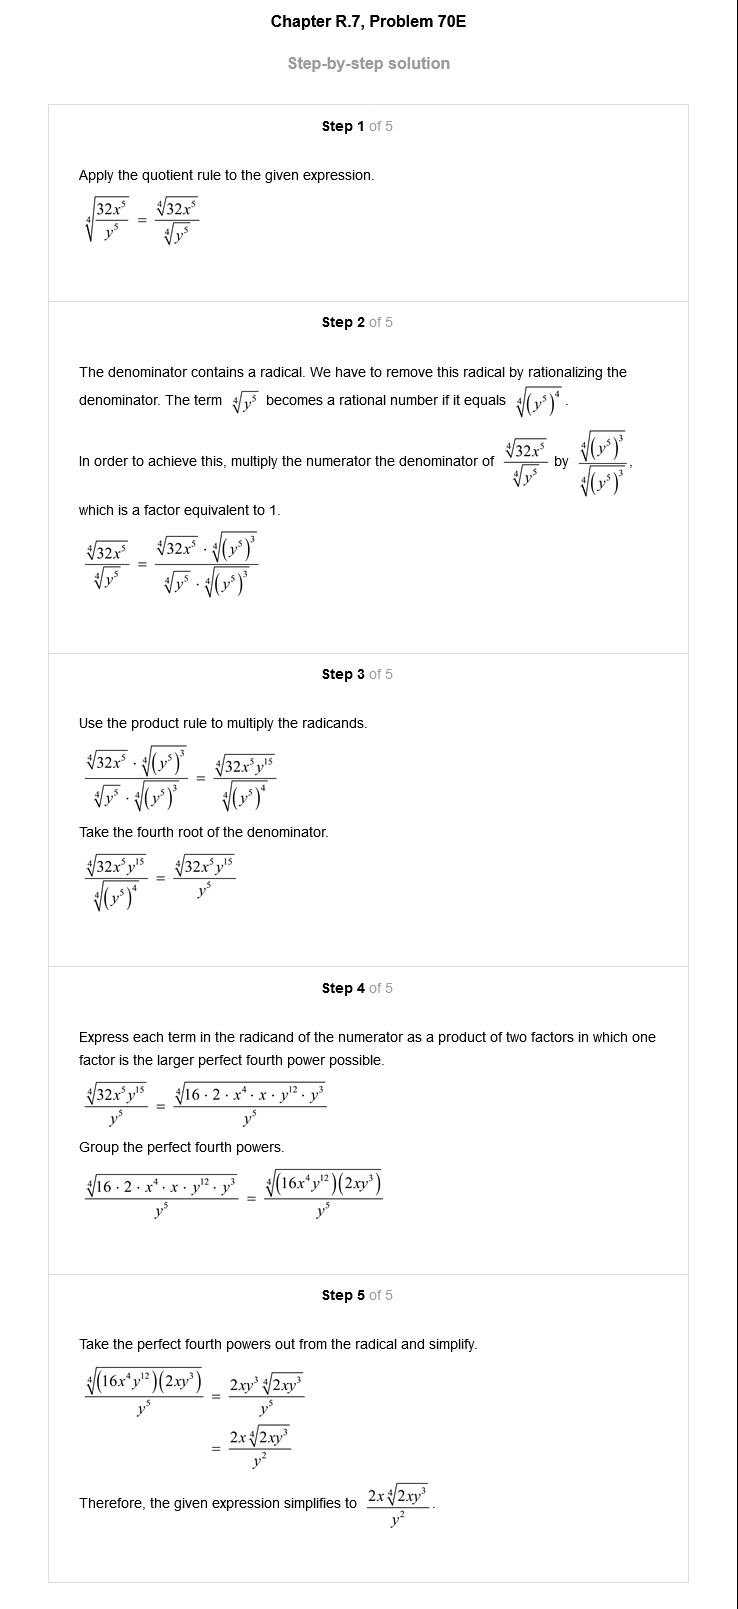 Chapter R.7, Problem 70E
Step-by-step solution
Step 1 of 5
Apply the quotient rule to the given expression.
$\sqrt[4]{\frac{32x^5}{y^5}} = \frac{\sqrt[4]{32x^5}}{\sqrt[4]{y^5}}$
Step 2 of 5
The denominator contains a radical. We have to remove this radical by rationalizing the
denominator. The term $\sqrt[4]{y^5}$ becomes a rational number if it equals $\sqrt[4]{(y^5)^4}$.
In order to achieve this, multiply the numerator the denominator of $\frac{\sqrt[4]{32x^5}}{\sqrt[4]{y^5}}$ by $\frac{\sqrt[4]{(y^5)^3}}{\sqrt[4]{(y^5)^3}}$,
which is a factor equivalent to 1.
$\frac{\sqrt[4]{32x^5}}{\sqrt[4]{y^5}} = \frac{\sqrt[4]{32x^5} \cdot \sqrt[4]{(y^5)^3}}{\sqrt[4]{y^5} \cdot \sqrt[4]{(y^5)^3}}$
Step 3 of 5
Use the product rule to multiply the radicands.
$\frac{\sqrt[4]{32x^5} \cdot \sqrt[4]{(y^5)^3}}{\sqrt[4]{y^5} \cdot \sqrt[4]{(y^5)^3}} = \frac{\sqrt[4]{32x^5y^{15}}}{\sqrt[4]{(y^5)^4}}$
Take the fourth root of the denominator.
$\frac{\sqrt[4]{32x^5y^{15}}}{\sqrt[4]{(y^5)^4}} = \frac{\sqrt[4]{32x^5y^{15}}}{y^5}$
Step 4 of 5
Express each term in the radicand of the numerator as a product of two factors in which one
factor is the larger perfect fourth power possible.
$\frac{\sqrt[4]{32x^5y^{15}}}{y^5} = \frac{\sqrt[4]{16 \cdot 2 \cdot x^4 \cdot x \cdot y^{12} \cdot y^3}}{y^5}$
Group the perfect fourth powers.
$\frac{\sqrt[4]{16 \cdot 2 \cdot x^4 \cdot x \cdot y^{12} \cdot y^3}}{y^5} = \frac{\sqrt[4]{(16x^4y^{12})(2xy^3)}}{y^5}$
Step 5 of 5
Take the perfect fourth powers out from the radical and simplify.
$\frac{\sqrt[4]{(16x^4y^{12})(2xy^3)}}{y^5} = \frac{2xy^3\sqrt[4]{2xy^3}}{y^5}$
$= \frac{2x\sqrt[4]{2xy^3}}{y^2}$
Therefore, the given expression simplifies to $\frac{2x\sqrt[4]{2xy^3}}{y^2}$.